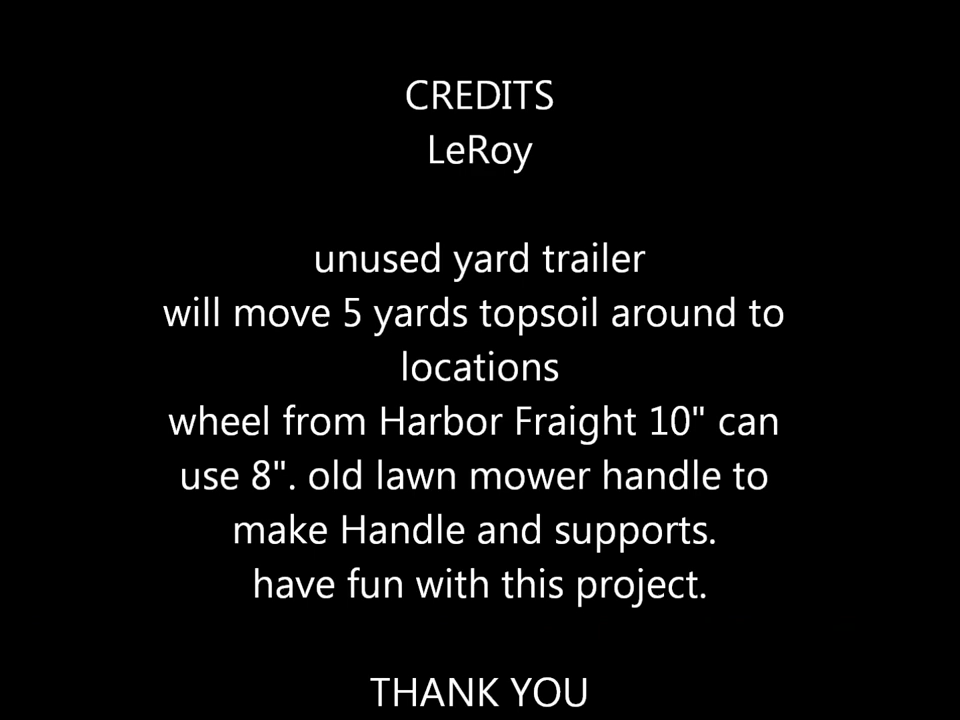 CREDITS
LeRoy
unused yard trailer
will move 5 yards topsoil around to
locations
wheel from Harbor Fraight 10" can
use 8". old lawn mower handle to
make Handle and supports.
have fun with this project.
THANK YOU